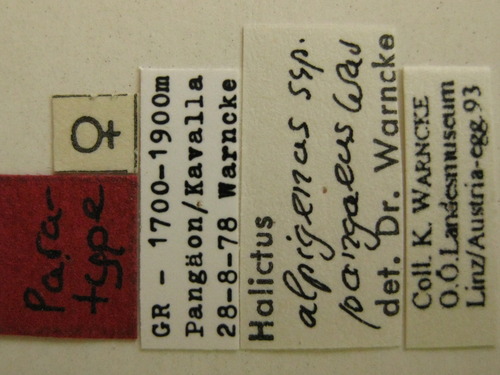 ♀
Para-
type
GR - 1700-1900m
Pangäon/Kavalla
28-8-78 Warncke
Halictus
alpigenus ssp.
pangaeus War
det. Dr. Warncke
Coll. K. WARNCKE
O.Ö.Landesmuseum
Linz/Austria-egg.93